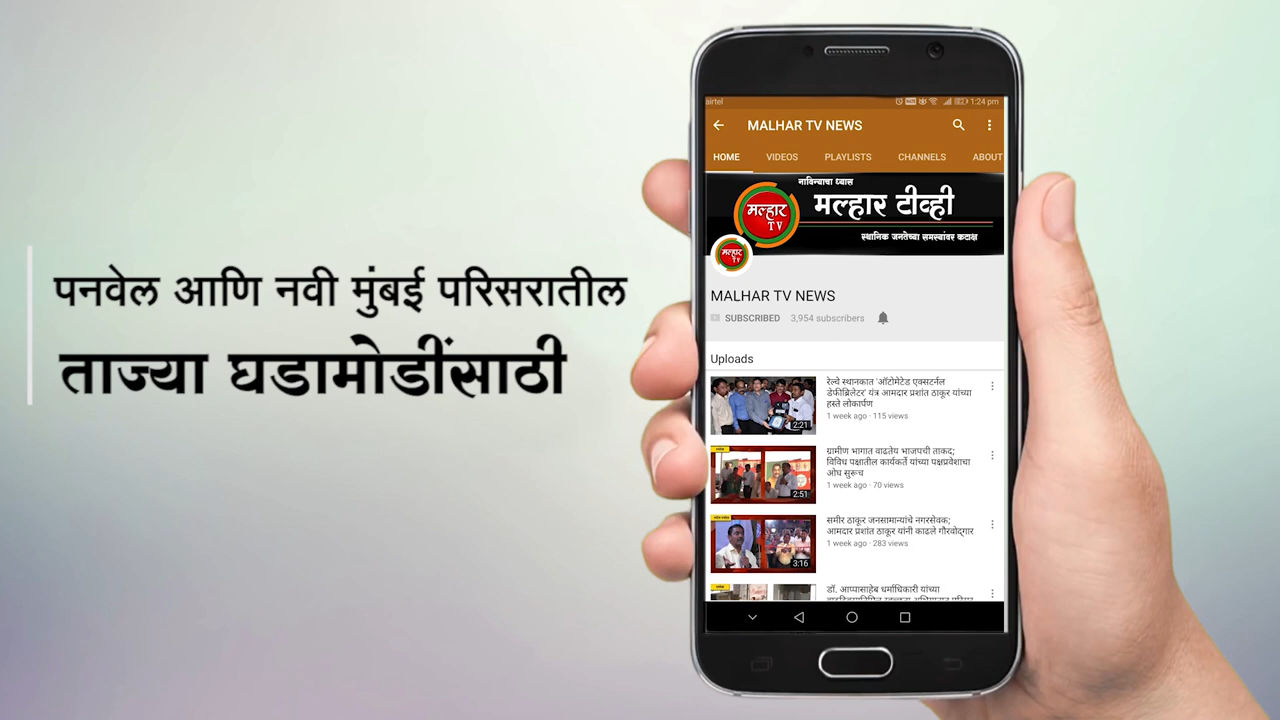 पनवेल आणि नवी मुंबई परिसरातील
ताज्या घडामोडींसाठी
airtel
1:24 pm
MALHAR TV NEWS
HOME VIDEOS PLAYLISTS CHANNELS ABOUT
नाविन्याचा ध्यास
मल्हार TV
मल्हार टीव्ही
स्थानिक जनतेच्या समस्यांवर कटाक्ष
मल्हार TV
MALHAR TV NEWS
SUBSCRIBED 3,954 subscribers
Uploads
रेल्वे स्थानकात 'ऑटोमेटेड एक्सटर्नल
डेफीब्रिलेटर' यंत्र आमदार प्रशांत ठाकूर यांच्या
हस्ते लोकार्पण
1 week ago · 115 views
2:21
ग्रामीण भागात वाढतेय भाजपची ताकद;
विविध पक्षातील कार्यकर्ते यांच्या पक्षप्रवेशाचा
ओघ सुरूच
1 week ago · 70 views
2:51
समीर ठाकूर जनसामान्यांचे नगरसेवक;
आमदार प्रशांत ठाकूर यांनी काढले गौरवोद्गार
1 week ago · 283 views
3:16
डॉ. आप्पासाहेब धर्माधिकारी यांच्या